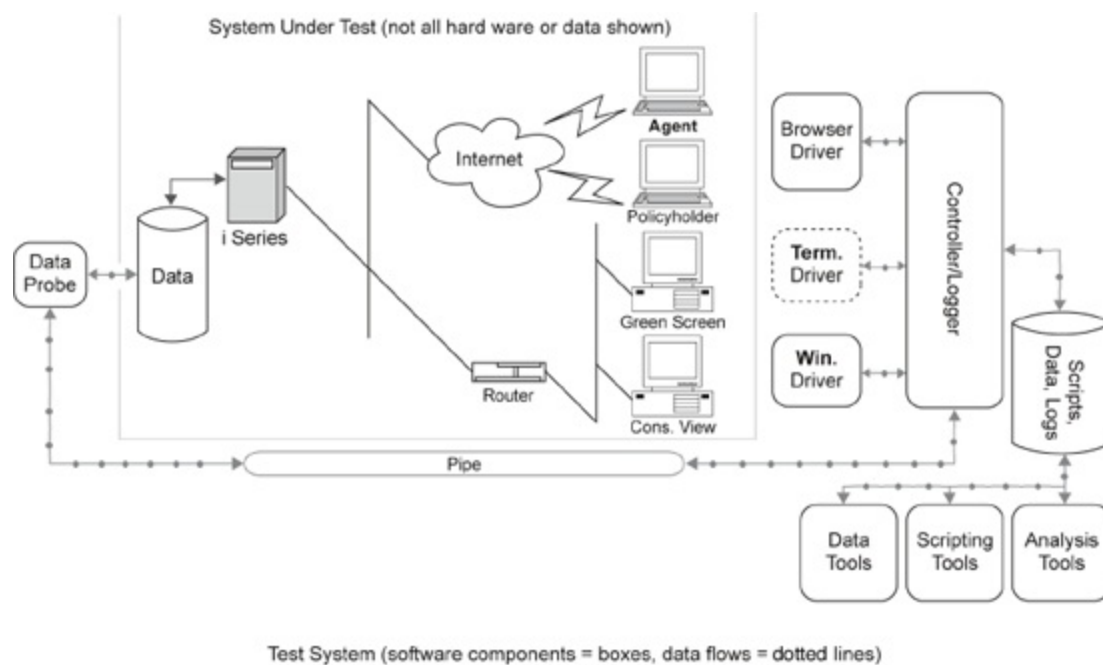 System Under Test (not all hard ware or data shown)
Agent
Internet
Policyholder
i Series
Data
Probe
Data
Green Screen
Router
Cons. View
Pipe
Browser
Driver
Term.
Driver
Win.
Driver
Controller/Logger
Scripts,
Data, Logs
Data
Tools
Scripting
Tools
Analysis
Tools
Test System (software components = boxes, data flows = dotted lines)